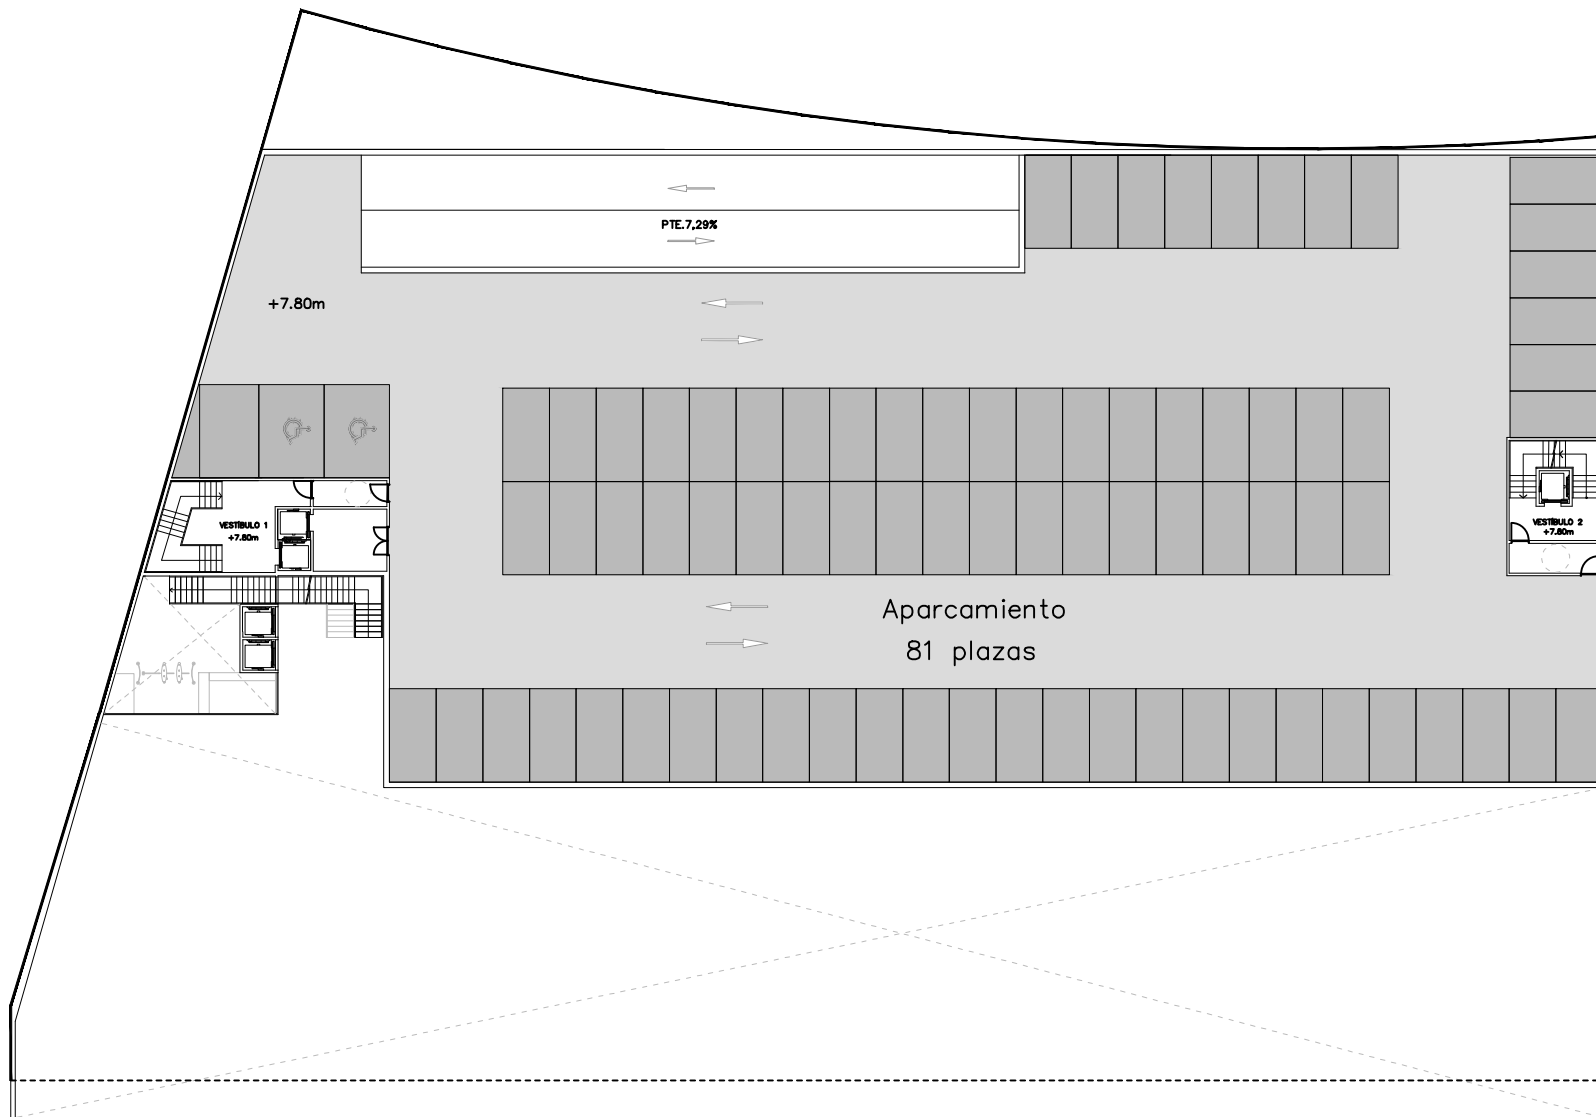 PTE.7,29%
+7.80m
VESTÍBULO 1
+7.80m
VESTÍBULO 2
+7.80m
Aparcamiento
81 plazas